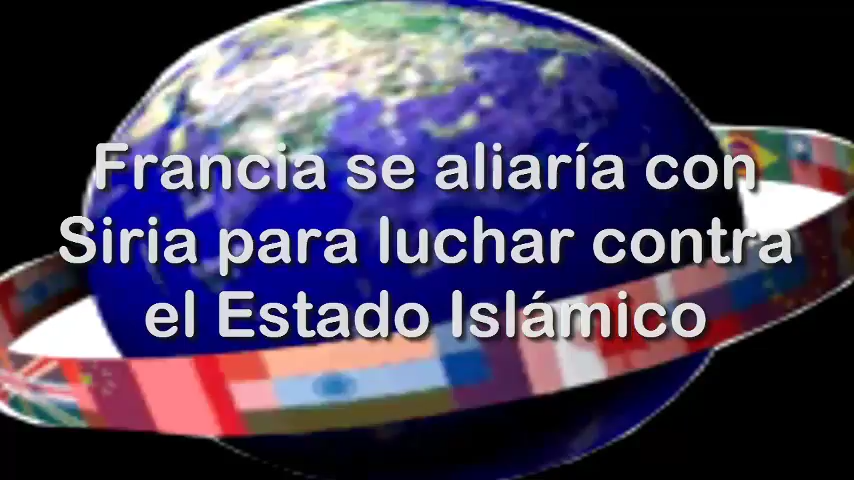 Francia se aliaría con
Siria para luchar contra
el Estado Islámico